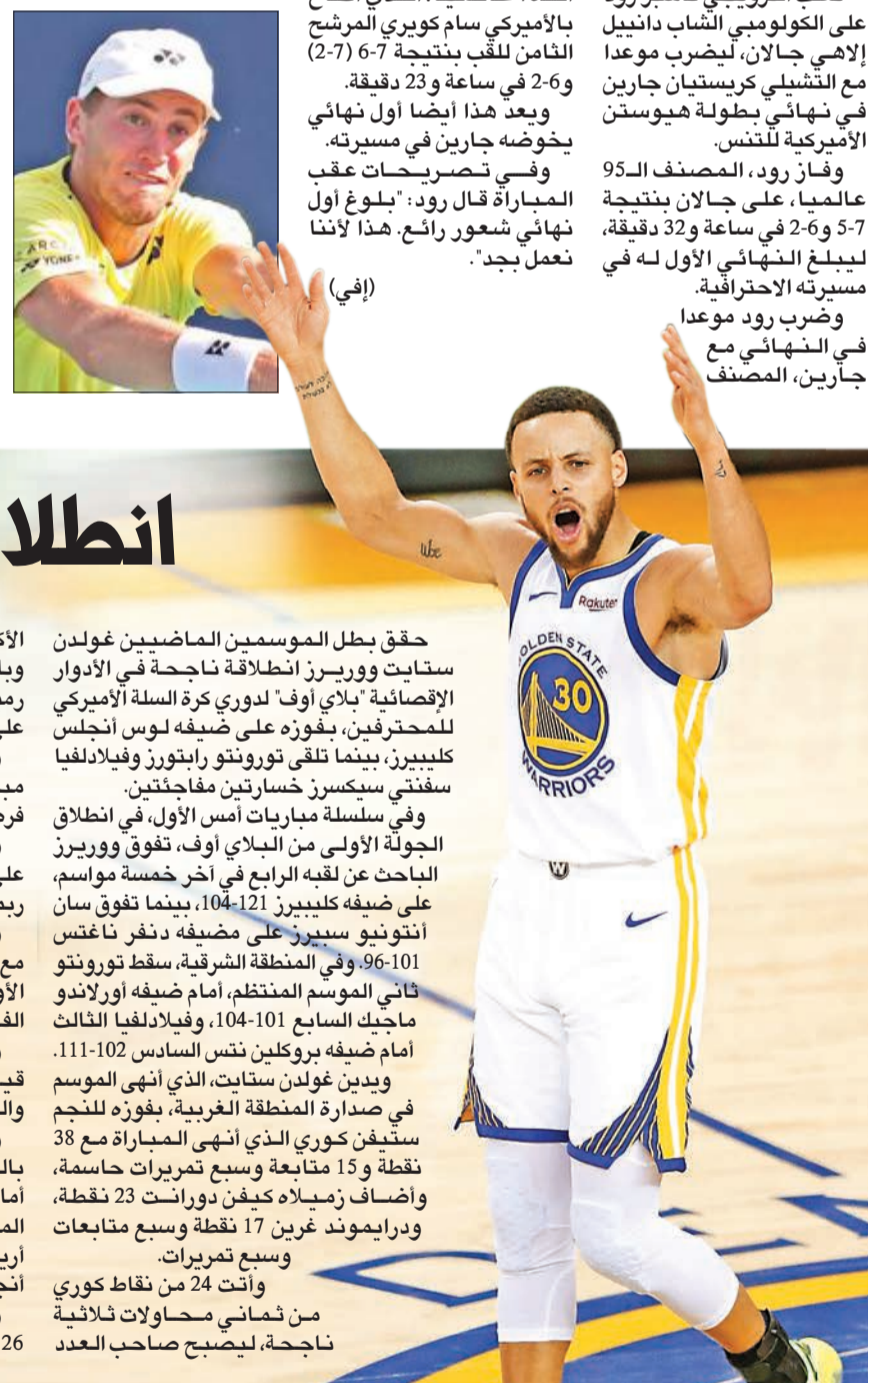 على الكولومبي الشاب دانييل
إلاهي جالان، ليضرب موعدا
مع التشيلي كريستيان جارين
في نهائي بطولة هيوستن
الأميركية للتنس.
وفاز رود، المصنف الـ95
عالميا، على جالان بنتيجة
7-5 و6-2 في ساعة و32 دقيقة،
ليبلغ النهائي الأول له في
مسيرته الاحترافية.
وضرب رود موعدا
في النهائي مع
جارين، المصنف
بالأميركي سام كويري المرشح
الثامن للقب بنتيجة 7-6 (7-2)
و6-2 في ساعة و23 دقيقة.
ويعد هذا أيضا أول نهائي
يخوضه جارين في مسيرته.
وفي تصريحات عقب
المباراة قال رود: "بلوغ أول
نهائي شعور رائع. هذا لأننا
نعمل بجد".
(إفي)
YONEX
انطلا
حقق بطل الموسمين الماضيين غولدن
ستايت ووريرز انطلاقة ناجحة في الأدوار
الإقصائية "بلاي أوف" لدوري كرة السلة الأميركي
للمحترفين، بفوزه على ضيفه لوس أنجلس
كليبيرز، بينما تلقى تورونتو رابتورز وفيلادلفيا
سفنتي سيكسرز خسارتين مفاجئتين.
وفي سلسلة مباريات أمس الأول، في انطلاق
الجولة الأولى من البلاي أوف، تفوق ووريرز
الباحث عن لقبه الرابع في آخر خمسة مواسم،
على ضيفه كليبيرز 121-104، بينما تفوق سان
أنتونيو سبيرز على مضيفه دنفر ناغتس
101-96. وفي المنطقة الشرقية، سقط تورونتو
ثاني الموسم المنتظم، أمام ضيفه أورلاندو
ماجيك السابع 101-104، وفيلادلفيا الثالث
أمام ضيفه بروكلين نتس السادس 102-111.
ويدين غولدن ستايت، الذي أنهى الموسم
في صدارة المنطقة الغربية، بفوزه للنجم
ستيفن كوري الذي أنهى المباراة مع 38
نقطة و15 متابعة وسبع تمريرات حاسمة،
وأضاف زميلاه كيفن دورانت 23 نقطة،
ودرايموند غرين 17 نقطة وسبع متابعات
وسبع تمريرات.
وأتت 24 من نقاط كوري
من ثماني محاولات ثلاثية
ناجحة، ليصبح صاحب العدد
26
Rakuten
GOLDEN STATE
30
WARRIORS